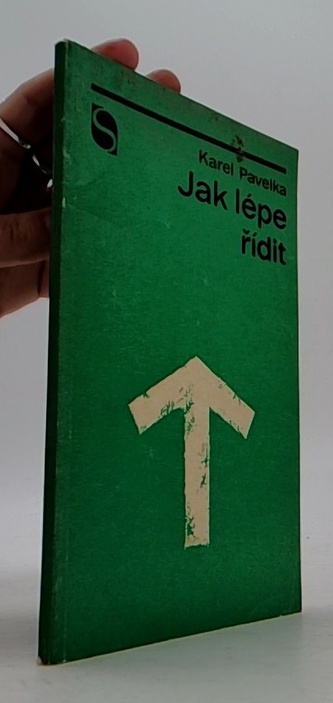 S
Karel Pavelka
Jak lépe
řídit